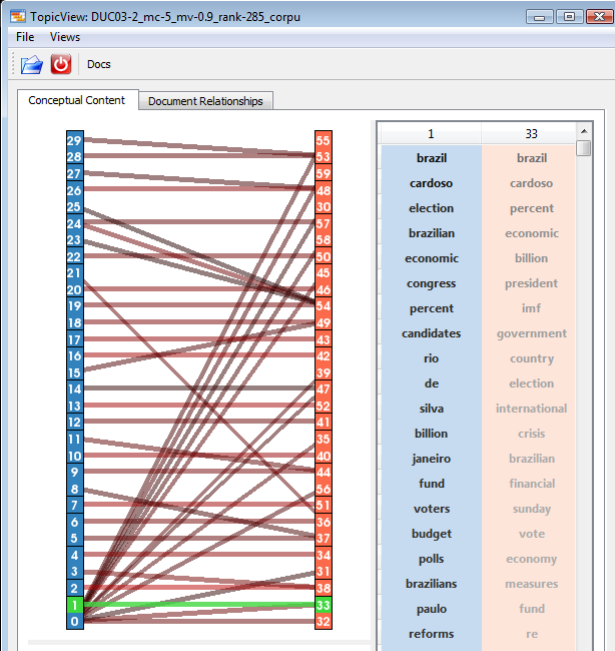 TopicView: DUC03-2_mc-5_mv-0.9_rank-285_corpu
File Views
Docs
Conceptual Content Document Relationships
29
28
27
26
25
24
23
22
21
20
19
18
17
16
15
14
13
12
11
10
9
8
7
6
5
4
3
2
1
0
55
53
59
48
30
57
58
50
45
46
54
49
43
42
39
47
52
41
35
40
44
56
51
36
37
34
31
38
33
32
1 33
brazil brazil
cardoso cardoso
election percent
brazilian economic
economic billion
congress president
percent imf
candidates government
rio country
de election
silva international
billion crisis
janeiro brazilian
fund financial
voters sunday
budget vote
polls economy
brazilians measures
paulo fund
reforms re